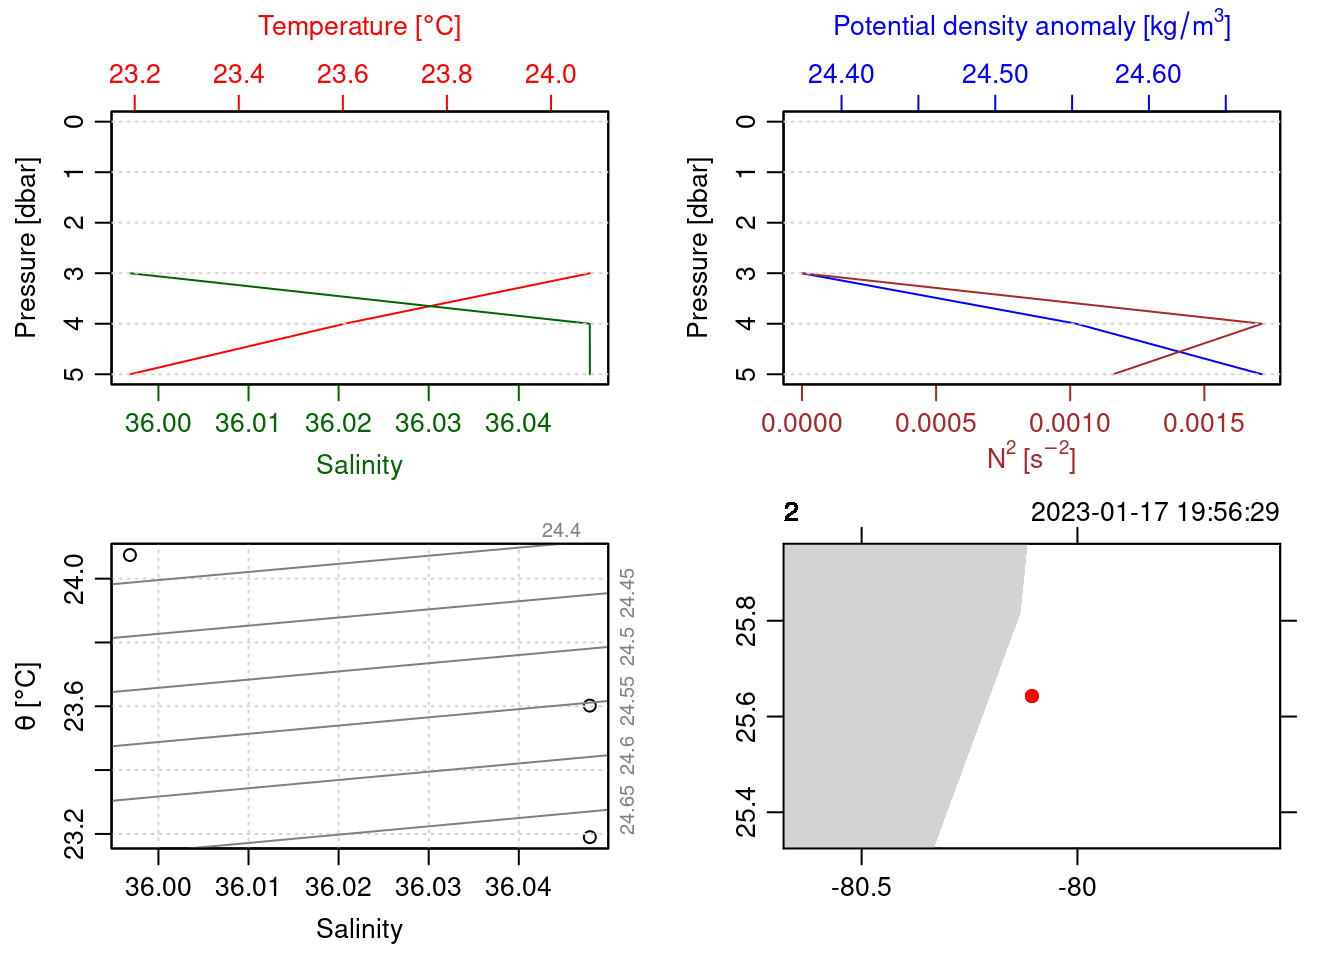 Temperature [°C]
23.2 23.4 23.6 23.8 24.0
Pressure [dbar]
0
1
2
3
4
5
36.00 36.01 36.02 36.03 36.04
Salinity
Potential density anomaly [kg/m³]
24.40 24.50 24.60
Pressure [dbar]
0
1
2
3
4
5
0.0000 0.0005 0.0010 0.0015
N² [s⁻²]
24.4
θ [°C]
24.0
23.6
23.2
24.45
24.5
24.55
24.6
24.65
36.00 36.01 36.02 36.03 36.04
Salinity
2 2023-01-17 19:56:29
25.8
25.6
25.4
-80.5 -80